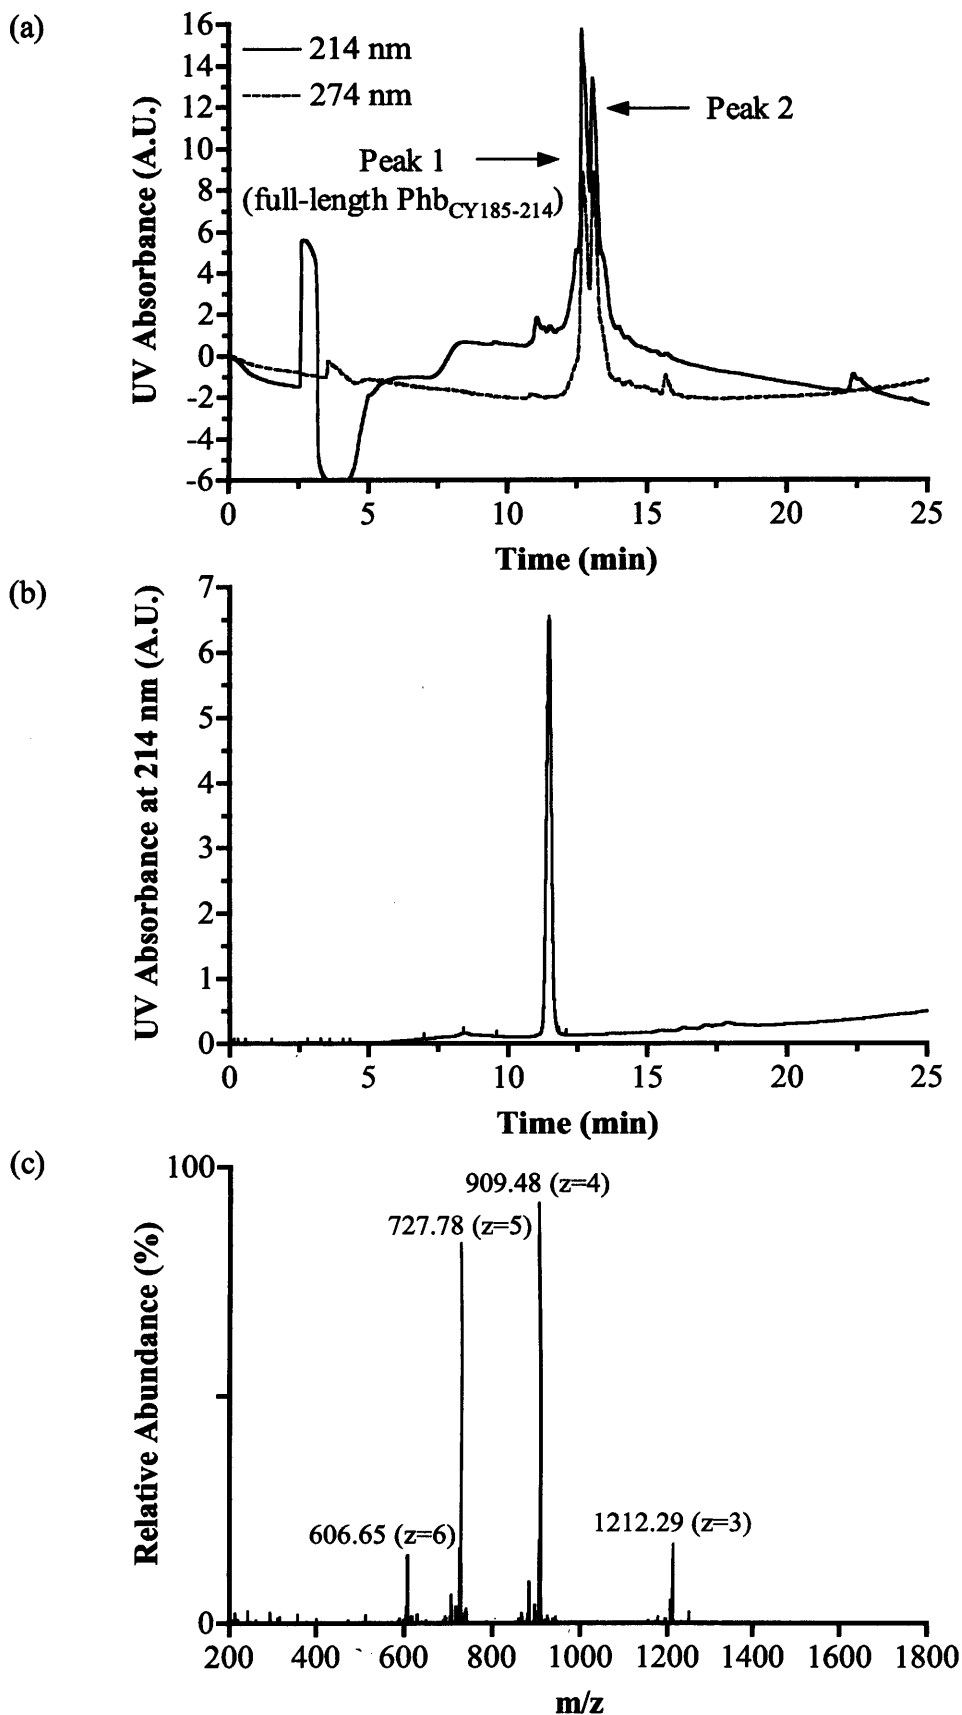 (a)
16
14
12
10
8
6
4
2
0
-2
-4
-6
UV Absorbance (A.U.)
214 nm
274 nm
Peak 2
Peak 1
(full-length PhbCY185-214)
0 5 10 15 20 25
Time (min)
(b)
7
6
5
4
3
2
1
0
UV Absorbance at 214 nm (A.U.)
0 5 10 15 20 25
Time (min)
(c)
100
0
Relative Abundance (%)
909.48 (z=4)
727.78 (z=5)
606.65 (z=6)
1212.29 (z=3)
200 400 600 800 1000 1200 1400 1600 1800
m/z